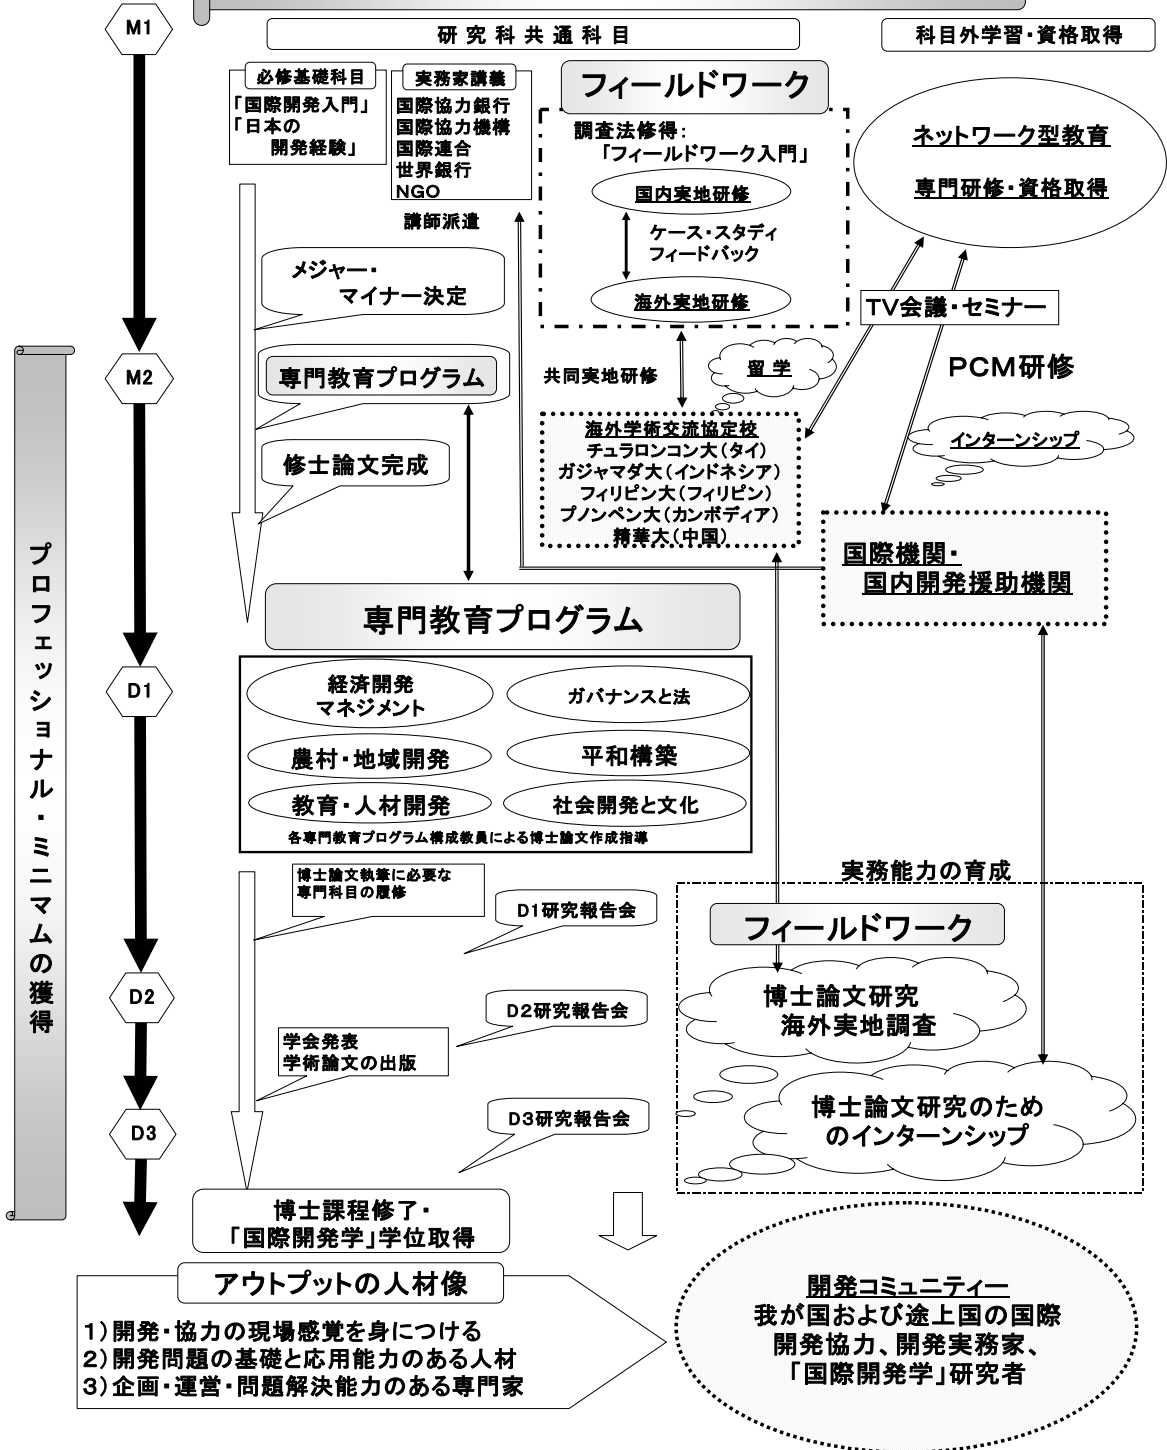 M1
研究科共通科目
科目外学習・資格取得
必修基礎科目
「国際開発入門」
「日本の
開発経験」
実務家講義
国際協力銀行
国際協力機構
国際連合
世界銀行
NGO
講師派遣
フィールドワーク
調査法修得：
「フィールドワーク入門」
国内実地研修
ケース・スタディ
フィードバック
海外実地研修
ネットワーク型教育
専門研修・資格取得
メジャー・
マイナー決定
TV会議・セミナー
M2
専門教育プログラム
共同実地研修
留学
PCM研修
修士論文完成
海外学術交流協定校
チュラロンコン大（タイ）
ガジャマダ大（インドネシア）
フィリピン大（フィリピン）
プノンペン大（カンボディア）
精華大（中国）
インターンシップ
国際機関・
国内開発援助機関
プロフェッショナル・ミニマムの獲得
専門教育プログラム
D1
経済開発
マネジメント
ガバナンスと法
農村・地域開発
平和構築
教育・人材開発
社会開発と文化
各専門教育プログラム構成教員による博士論文作成指導
博士論文執筆に必要な
専門科目の履修
D1研究報告会
実務能力の育成
フィールドワーク
D2
D2研究報告会
博士論文研究
海外実地調査
学会発表
学術論文の出版
D3
D3研究報告会
博士論文研究のため
のインターンシップ
博士課程修了・
「国際開発学」学位取得
アウトプットの人材像
1）開発・協力の現場感覚を身につける
2）開発問題の基礎と応用能力のある人材
3）企画・運営・問題解決能力のある専門家
開発コミュニティー
我が国および途上国の国際
開発協力、開発実務家、
「国際開発学」研究者